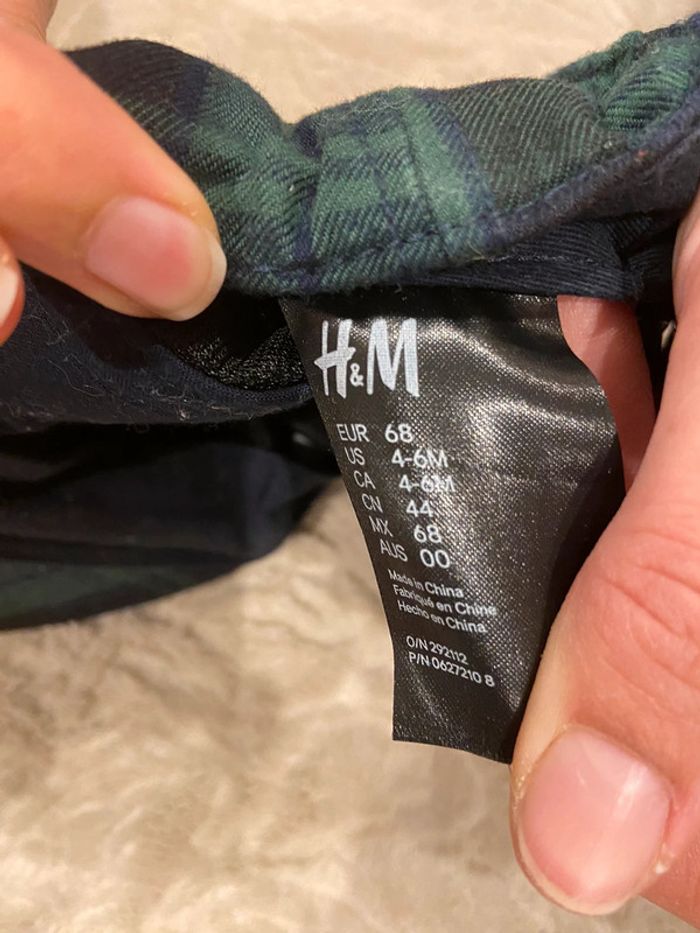 H&M
EUR 68
US 4-6M
CA 4-6M
CN 44
MX 68
AUS 00
Made in China
Fabriqué en Chine
Hecho en China
O/N 292112
P/N 0627210 8